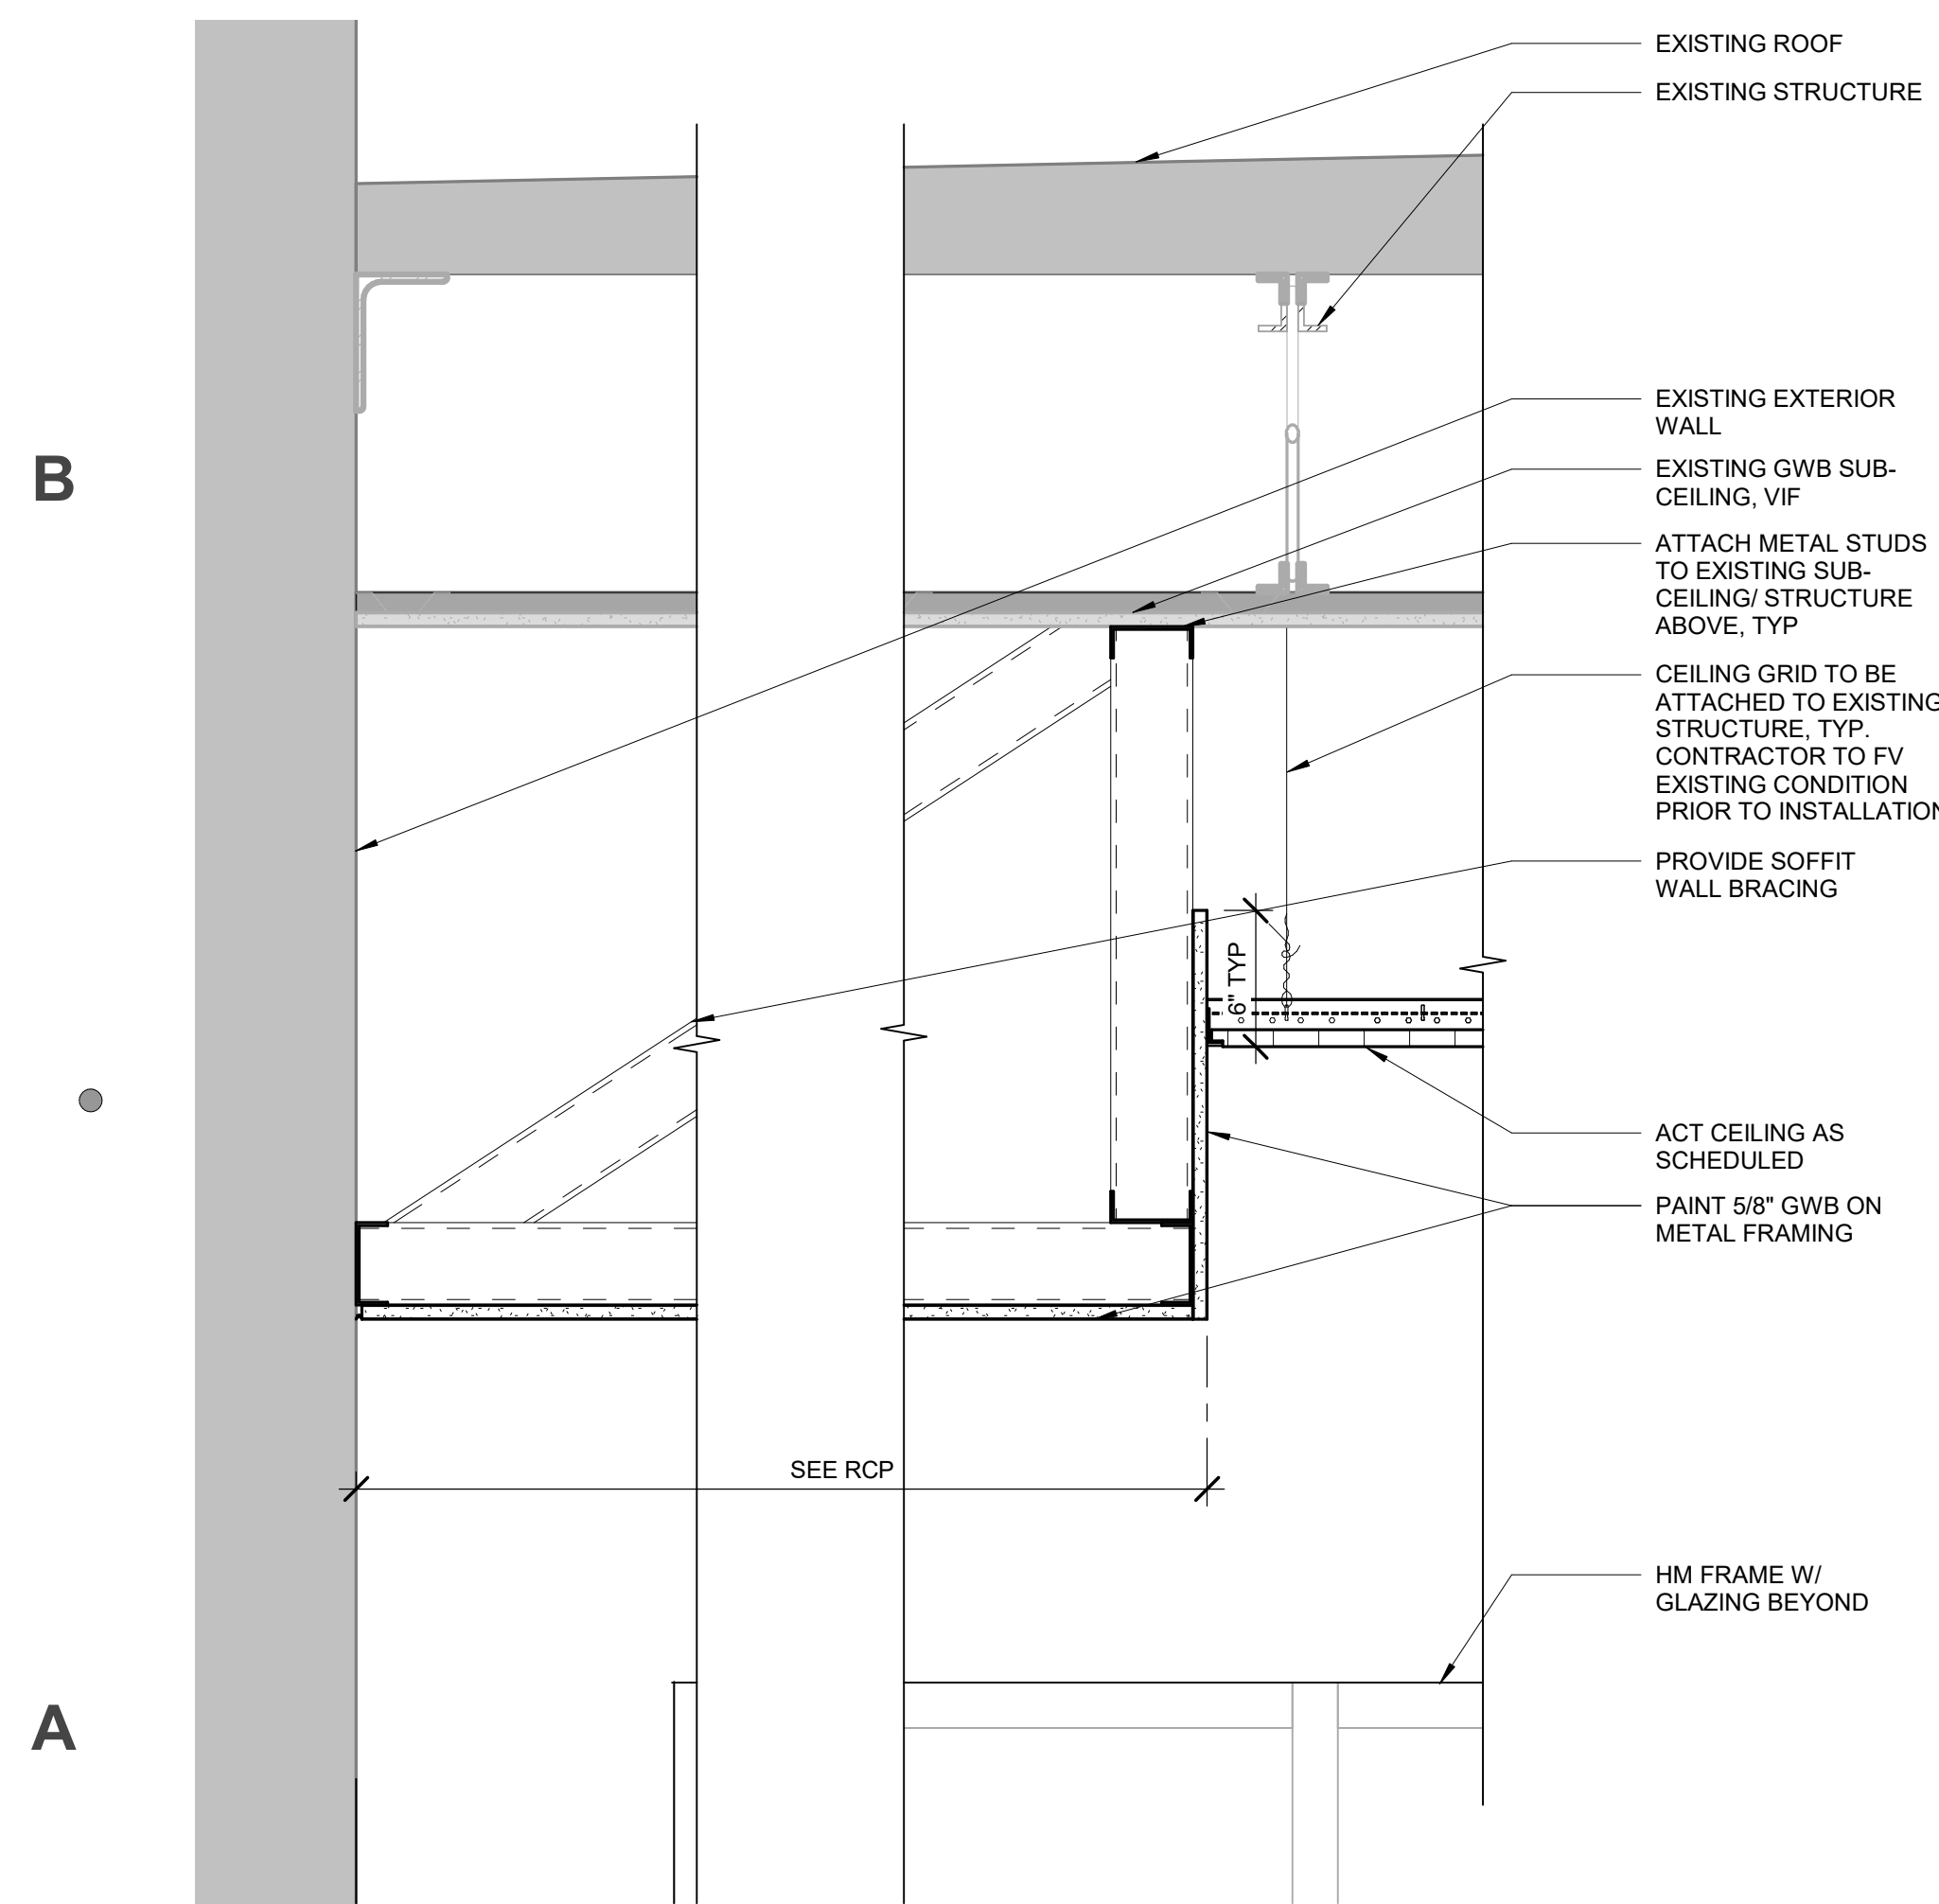 EXISTING ROOF
EXISTING STRUCTURE
EXISTING EXTERIOR
WALL
B
EXISTING GWB SUB-
CEILING, VIF
ATTACH METAL STUDS
TO EXISTING SUB-
CEILING/ STRUCTURE
ABOVE, TYP
CEILING GRID TO BE
ATTACHED TO EXISTING
STRUCTURE, TYP.
CONTRACTOR TO FV
EXISTING CONDITION
PRIOR TO INSTALLATION
PROVIDE SOFFIT
WALL BRACING
6" TYP
ACT CEILING AS
SCHEDULED
PAINT 5/8" GWB ON
METAL FRAMING
SEE RCP
HM FRAME W/
GLAZING BEYOND
A